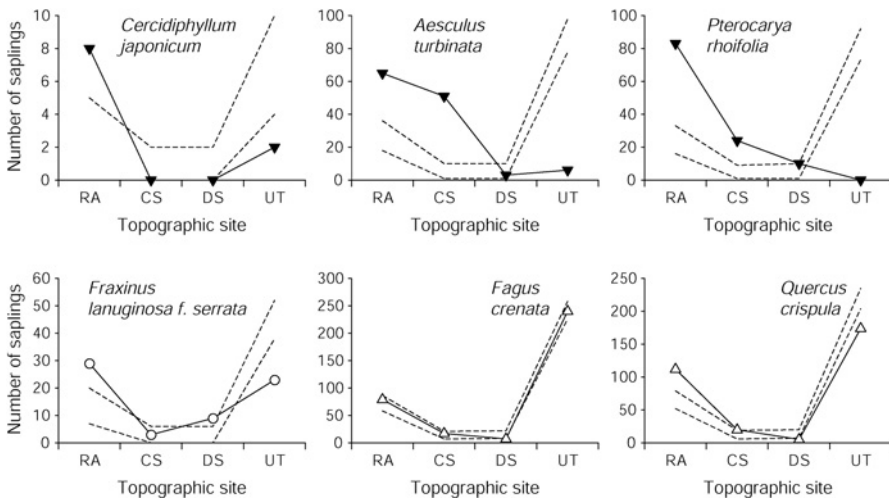 Cercidiphyllum
japonicum
Number of saplings
10
8
6
4
2
0
RA CS DS UT
Topographic site
Aesculus
turbinata
100
80
60
40
20
0
RA CS DS UT
Topographic site
Pterocarya
rhoifolia
100
80
60
40
20
0
RA CS DS UT
Topographic site
Fraxinus
lanuginosa f. serrata
Number of saplings
60
50
40
30
20
10
0
RA CS DS UT
Topographic site
Fagus
crenata
300
250
200
150
100
50
0
RA CS DS UT
Topographic site
Quercus
crispula
250
200
150
100
50
0
RA CS DS UT
Topographic site